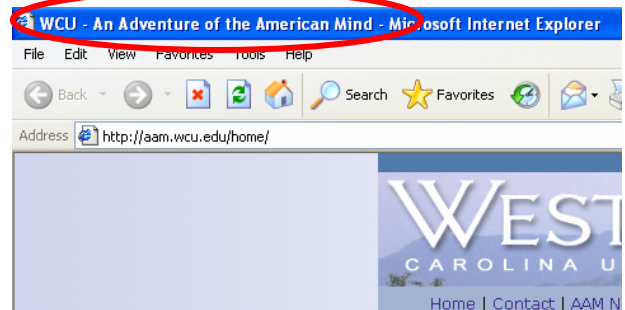 WCU - An Adventure of the American Mind - Microsoft Internet Explorer
File Edit View Favorites Tools Help
Back Search Favorites
Address http://aam.wcu.edu/home/
WEST
CAROLINA U
Home | Contact | AAM N